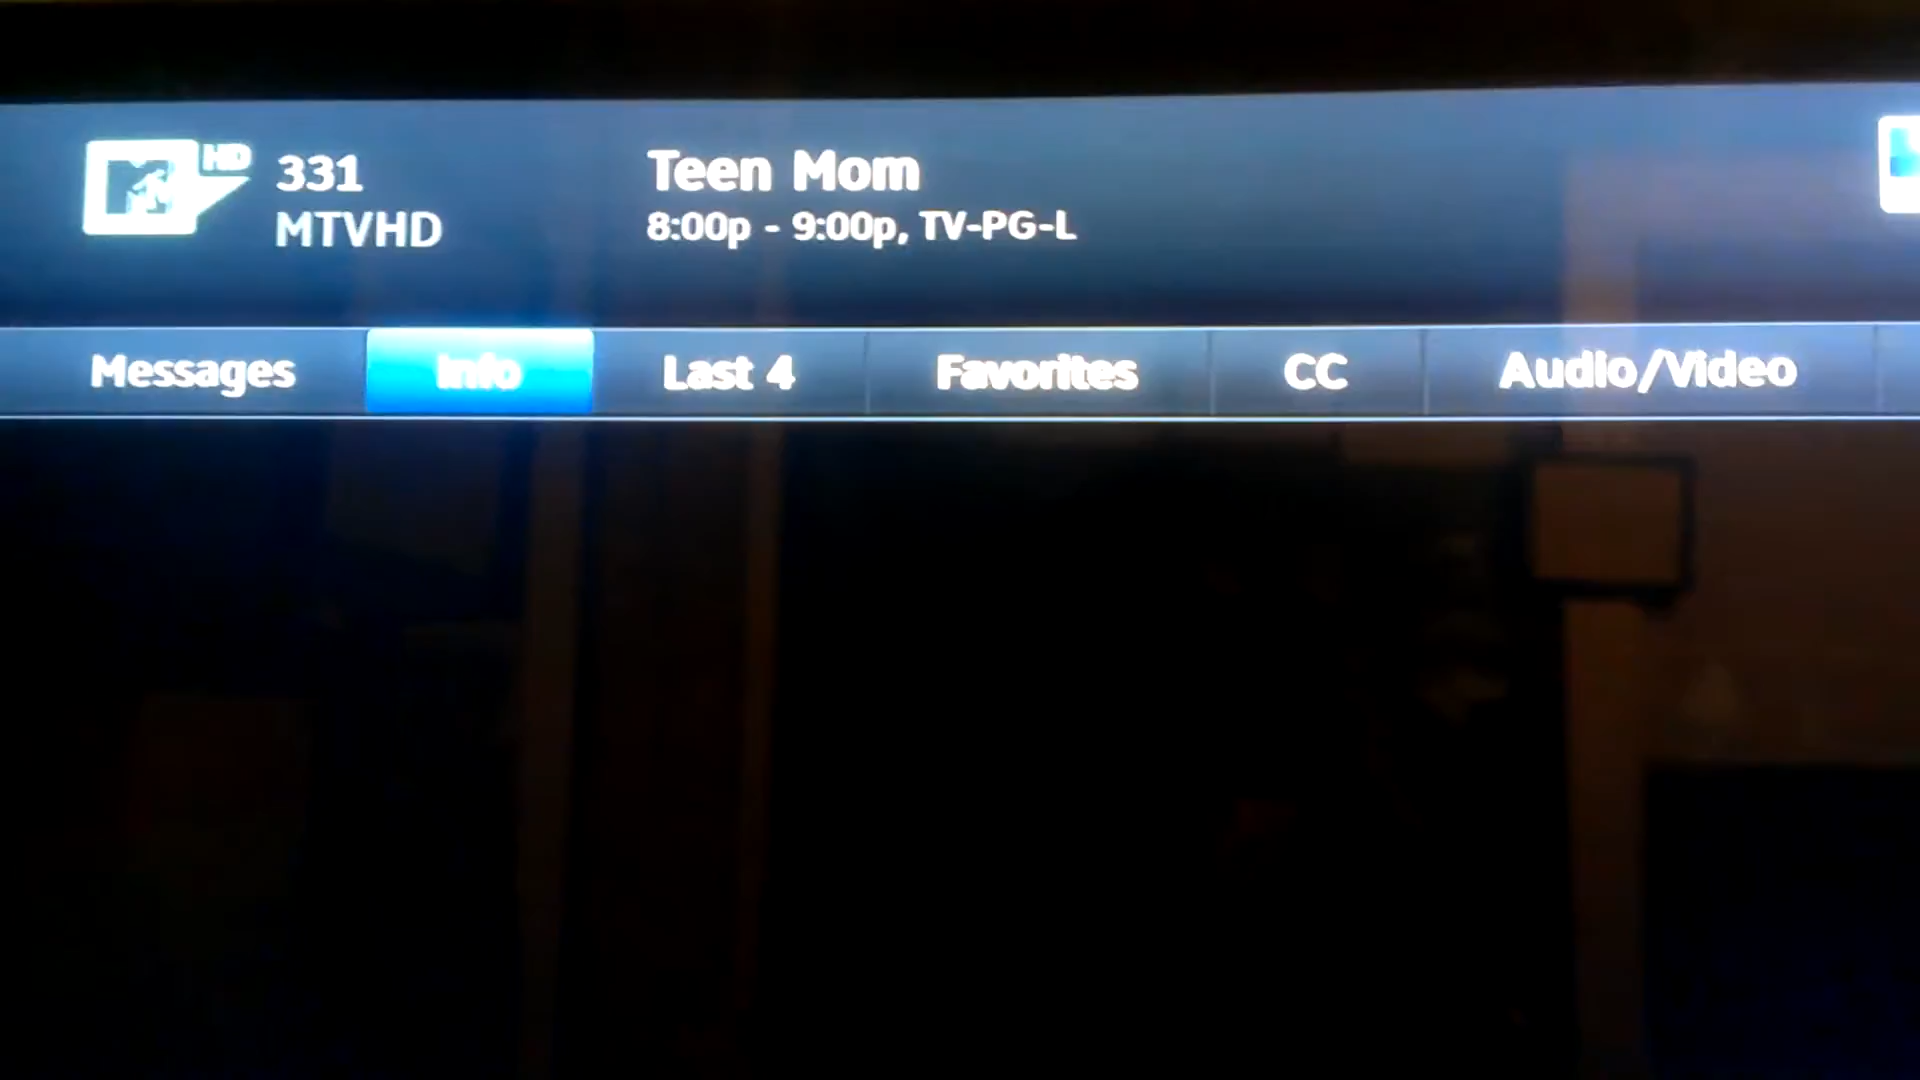 HD
331
MTVHD
Teen Mom
8:00p - 9:00p, TV-PG-L
Messages
Info
Last 4
Favorites
CC
Audio/Video